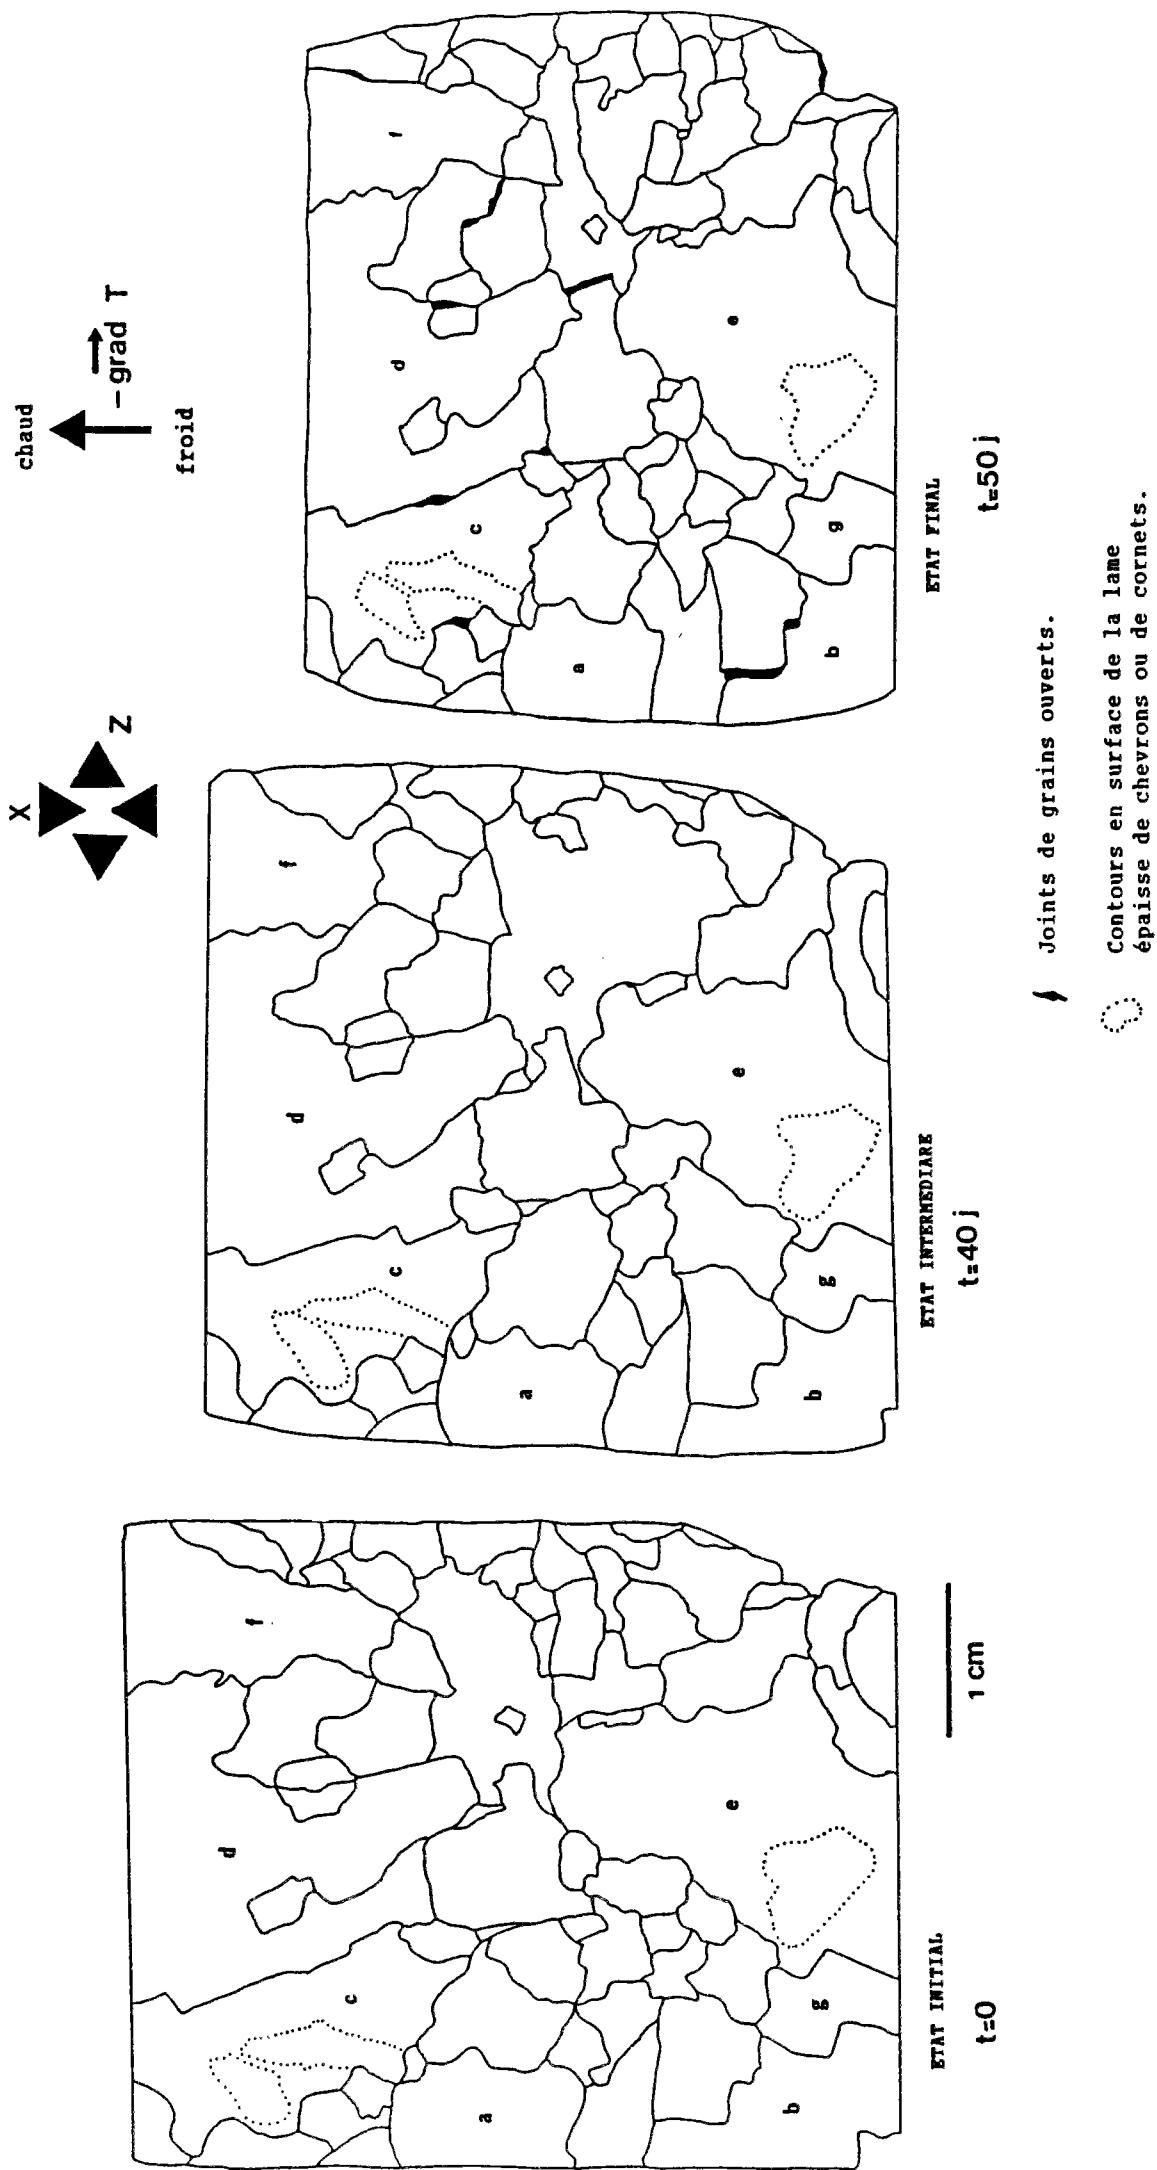 chaud
− grad T
froid
X
Z
a
b
c
d
e
f
g
ETAT INITIAL
t=0
1 cm
a
b
c
d
e
f
g
ETAT INTERMEDIARE
t=40 j
a
b
c
d
e
f
g
ETAT FINAL
t=50 j
Joints de grains ouverts.
Contours en surface de la lame
épaisse de chevrons ou de cornets.